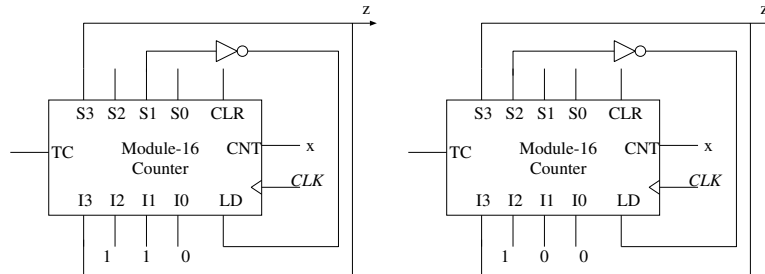 z z
S3 S2 S1 S0 CLR S3 S2 S1 S0 CLR
TC Module-16 Counter CNT x TC Module-16 Counter CNT x
CLK CLK
I3 I2 I1 I0 LD I3 I2 I1 I0 LD
1 1 0 1 0 0